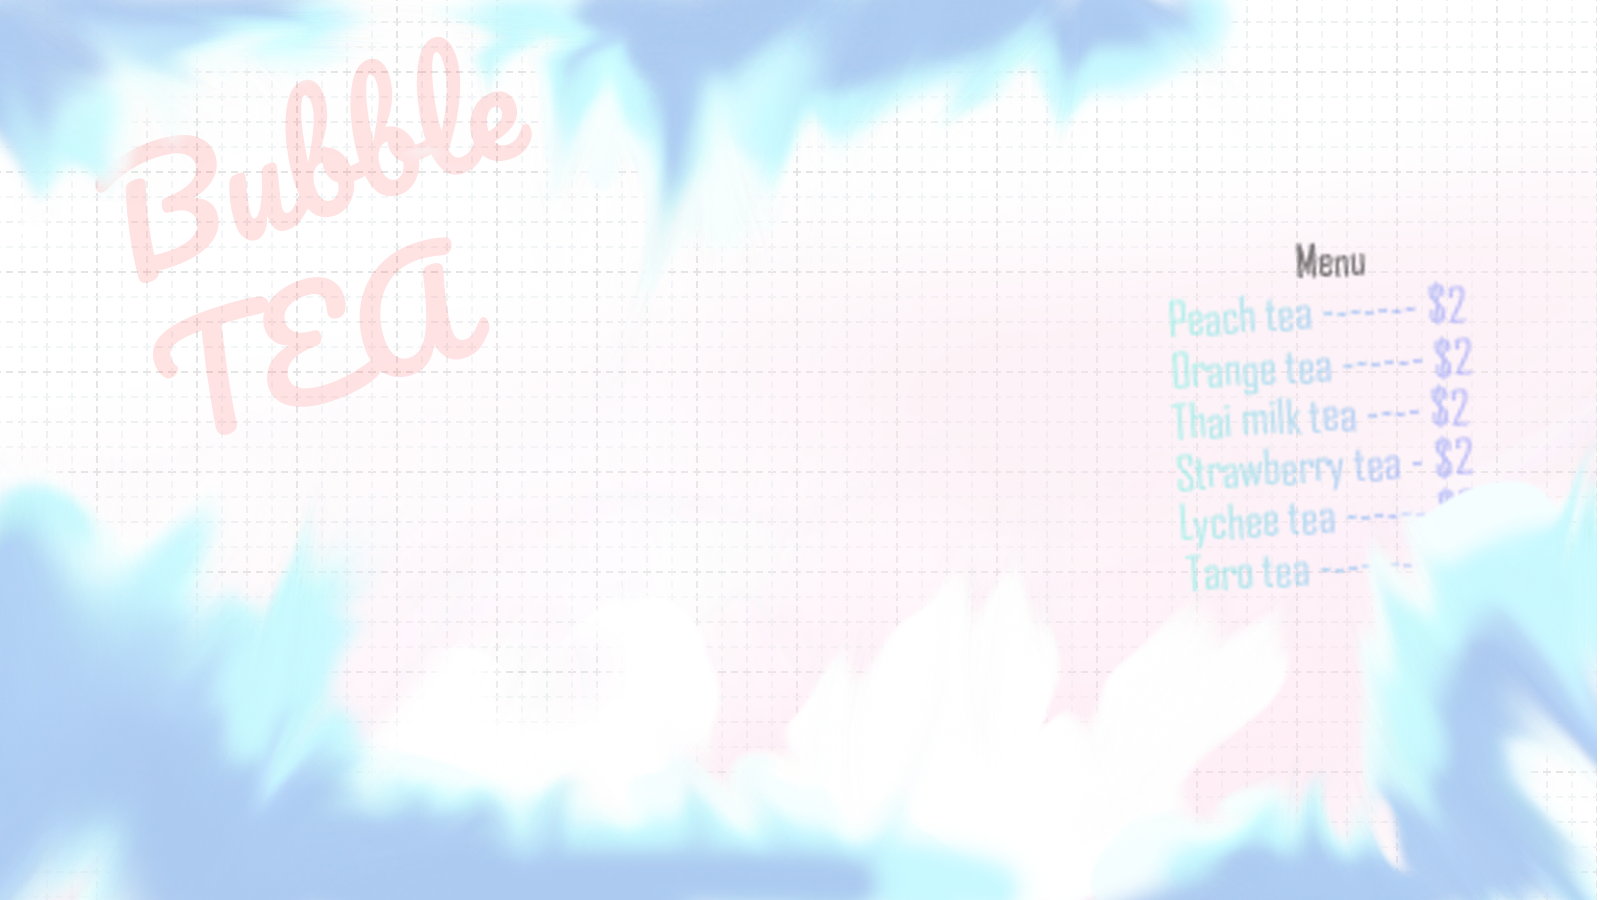 Bubble
TEA
Menu
Peach tea ------- $2
Orange tea ------ $2
Thai milk tea ---- $2
Strawberry tea - $2
Lychee tea ------
Taro tea ------